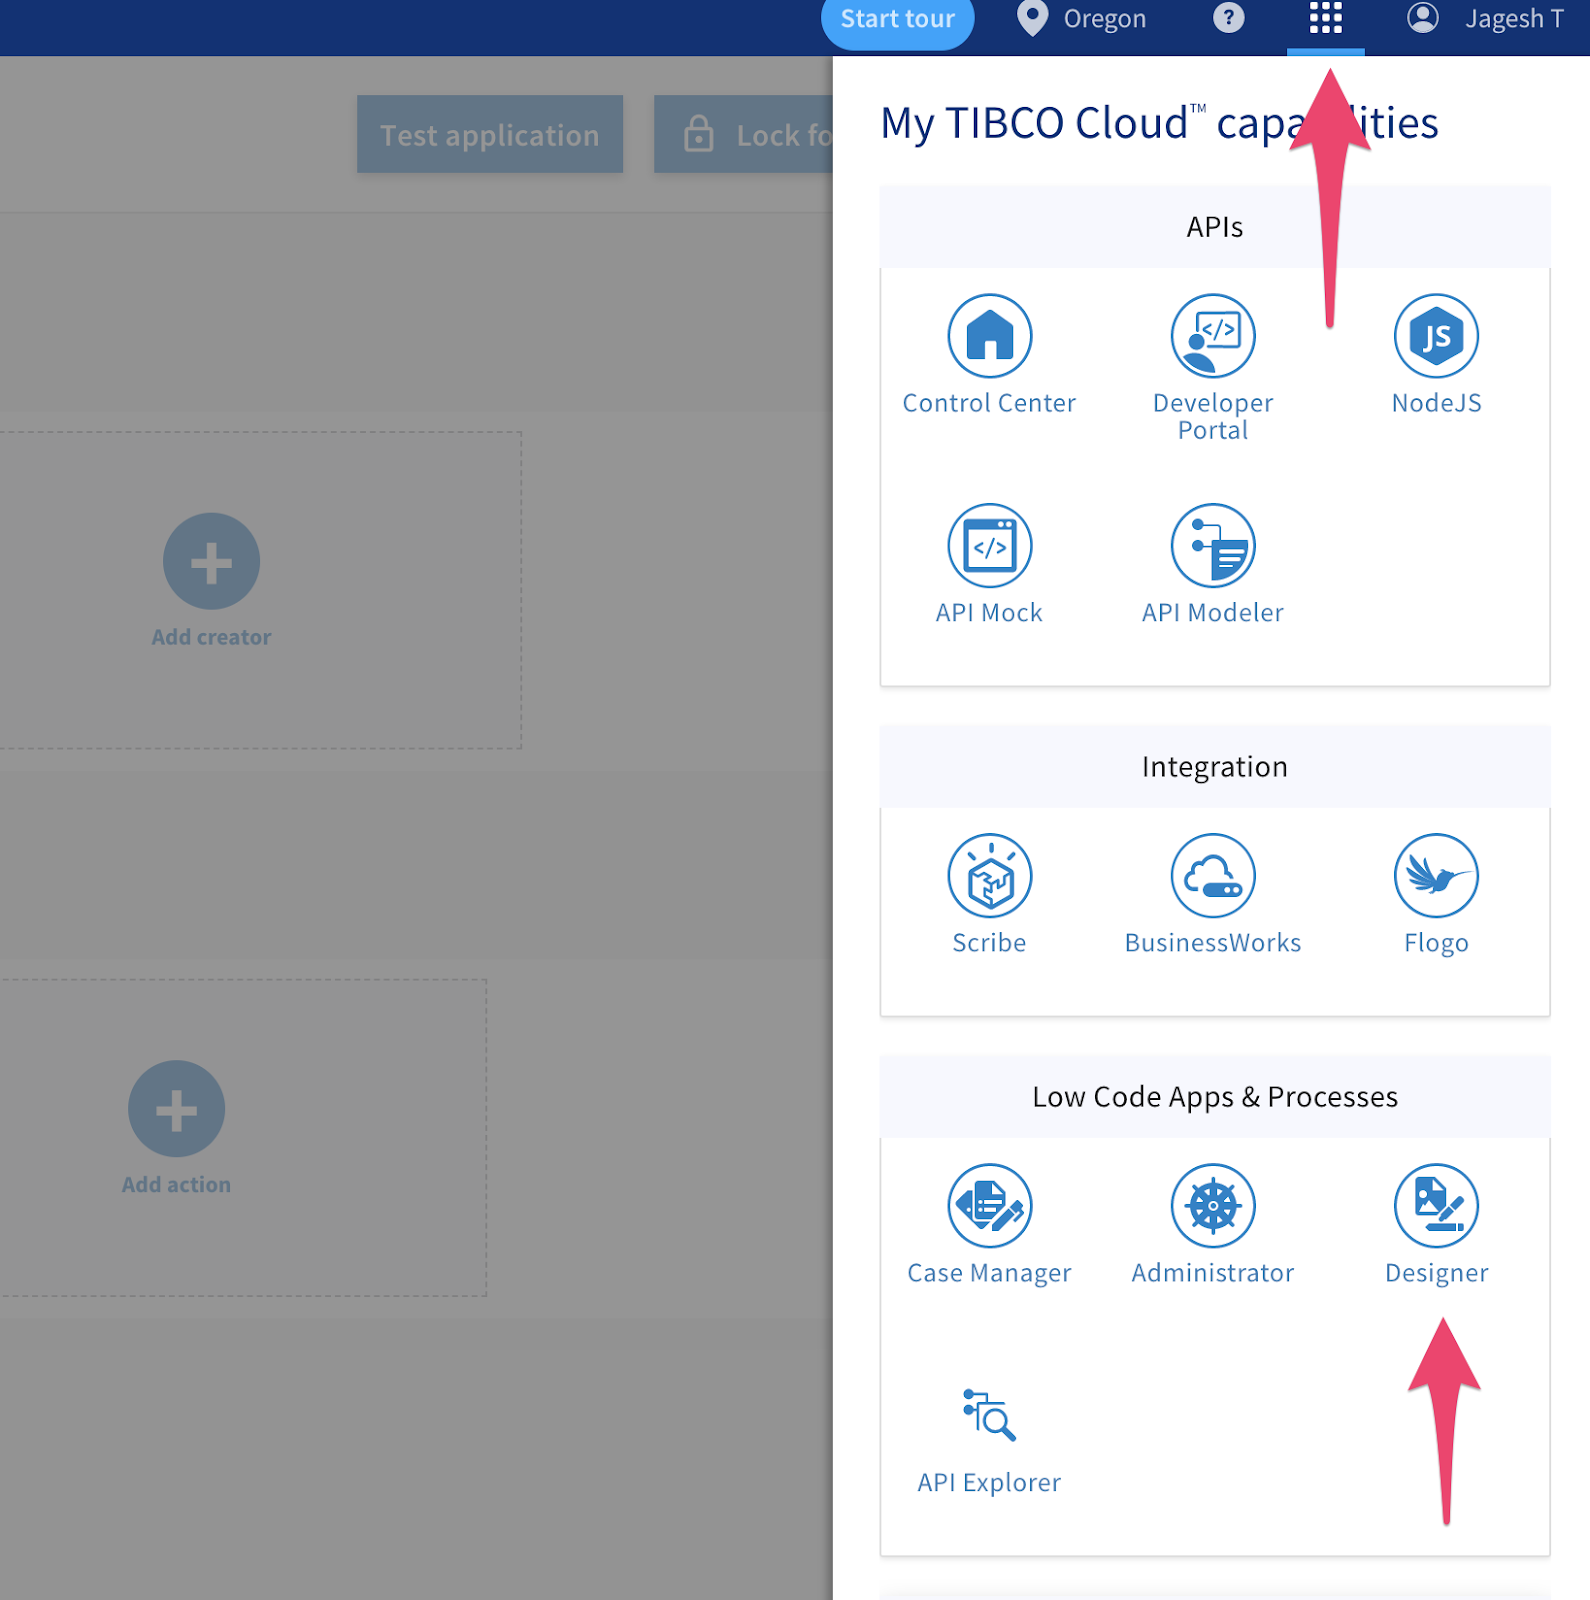 Start tour
Oregon
?
Jagesh T
Test application
Lock fo
My TIBCO Cloud™ capa ities
APIs
</>
JS
Control Center
Developer
Portal
NodeJS
</>
API Mock
API Modeler
Add creator
Integration
Scribe
BusinessWorks
Flogo
Low Code Apps & Processes
Case Manager
Administrator
Designer
Add action
API Explorer